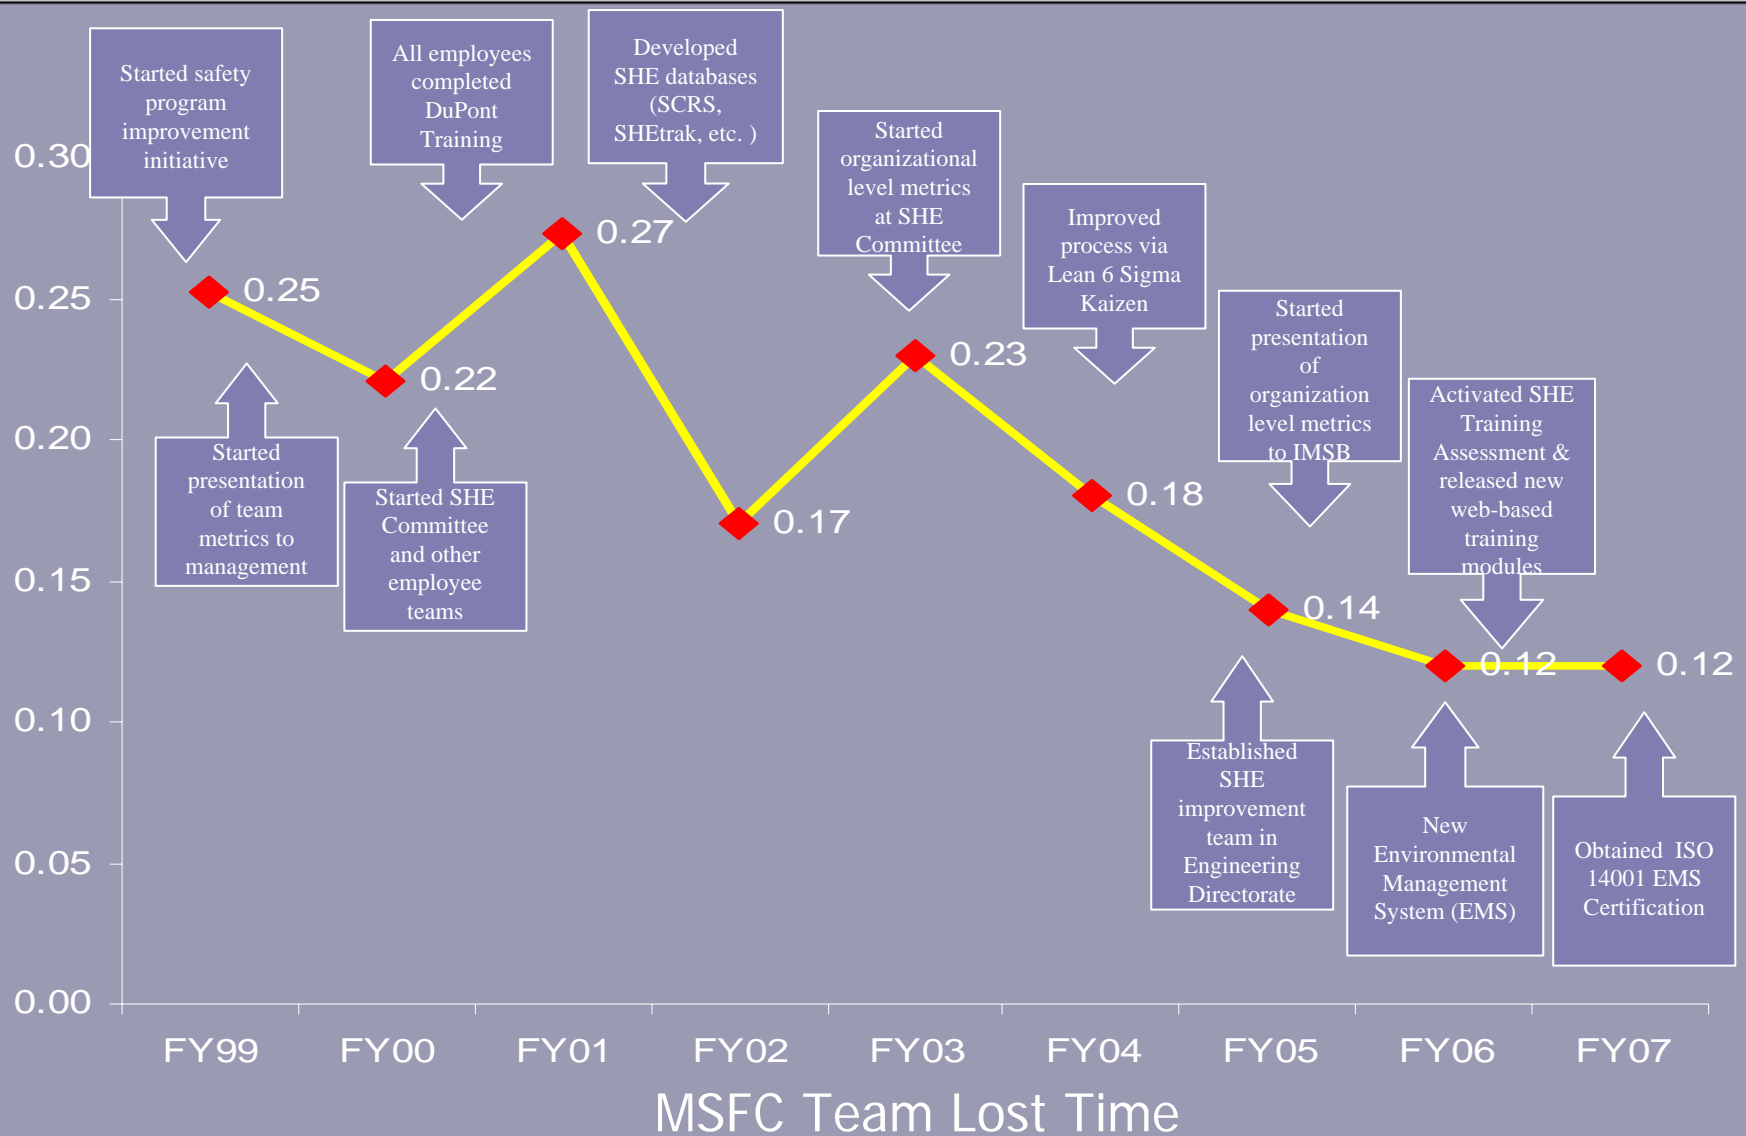 Started safety
program
improvement
initiative
All employees
completed
DuPont
Training
Developed
SHE databases
(SCRS,
SHEtrak, etc. )
Started
organizational
level metrics
at SHE
Committee
Improved
process via
Lean 6 Sigma
Kaizen
Started
presentation
of
organization
level metrics
to IMSB
Activated SHE
Training
Assessment &
released new
web-based
training
modules
0.30
0.25
0.20
0.15
0.10
0.05
0.00
0.25
0.22
0.27
0.17
0.23
0.18
0.14
0.12
0.12
Started
presentation
of team
metrics to
management
Started SHE
Committee
and other
employee
teams
Established
SHE
improvement
team in
Engineering
Directorate
New
Environmental
Management
System (EMS)
Obtained ISO
14001 EMS
Certification
FY99 FY00 FY01 FY02 FY03 FY04 FY05 FY06 FY07
MSFC Team Lost Time